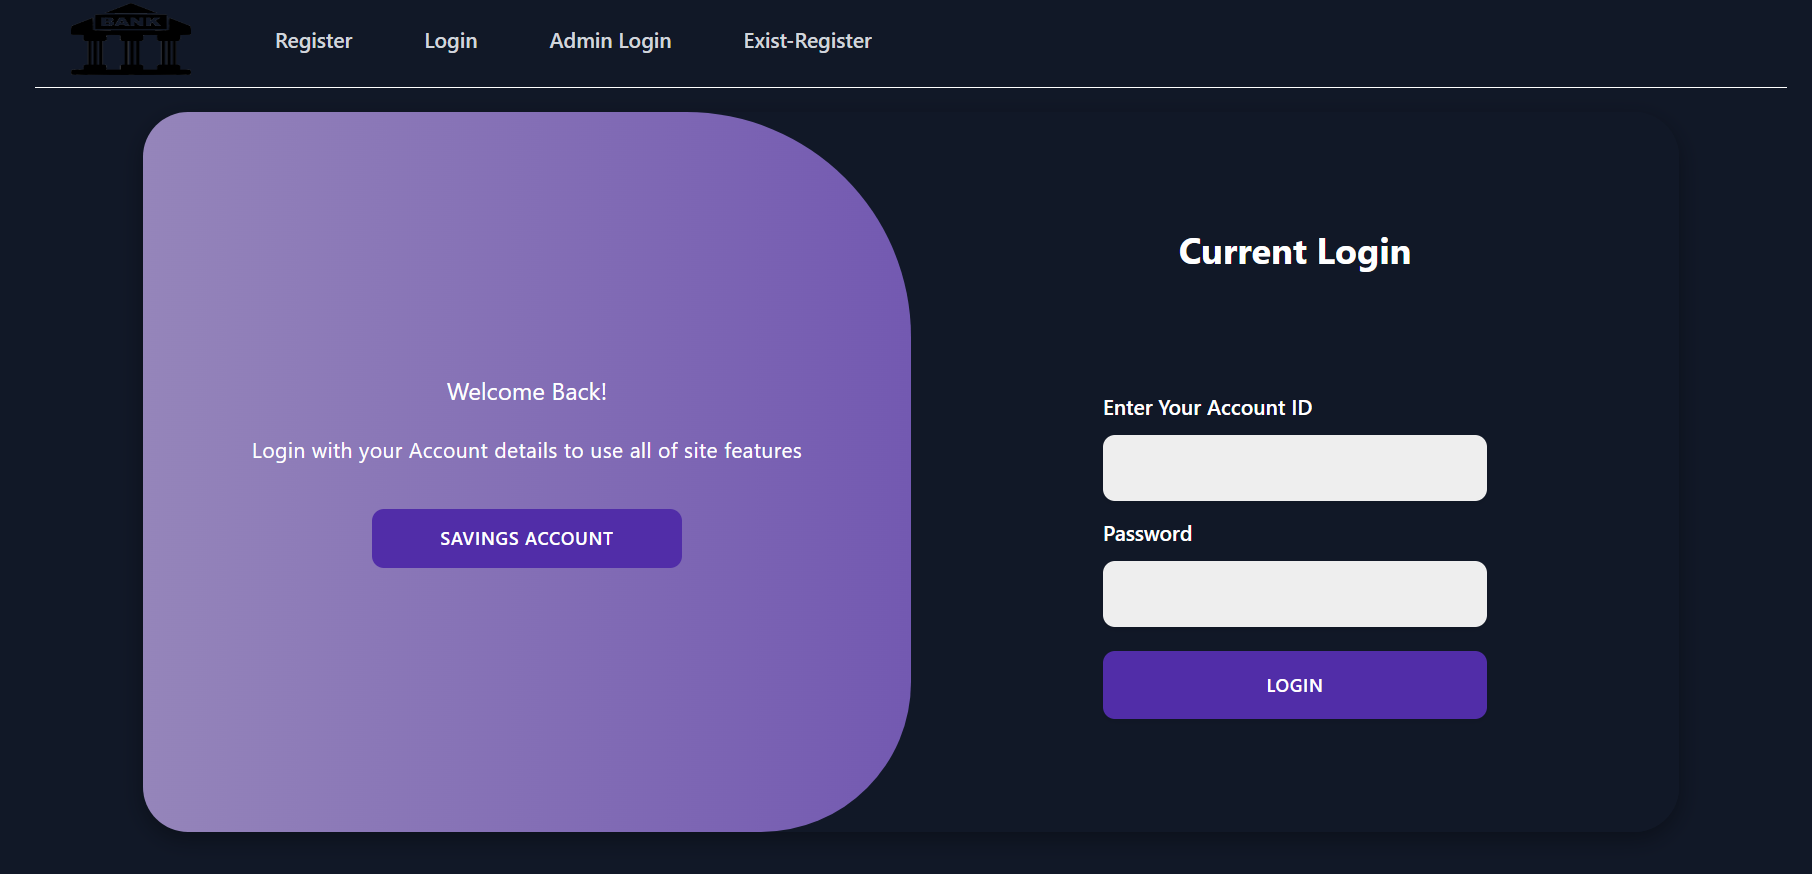 BANK
Register Login Admin Login Exist-Register
Welcome Back!
Login with your Account details to use all of site features
SAVINGS ACCOUNT
Current Login
Enter Your Account ID
Password
LOGIN